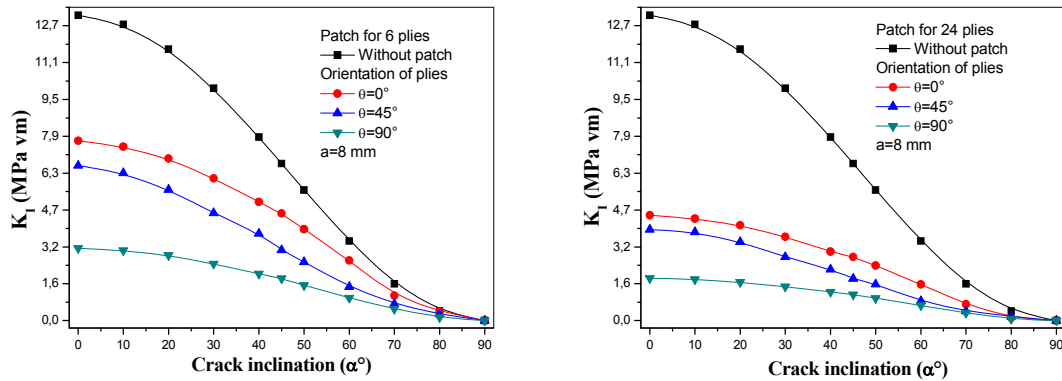 12,7
11,1
9,5
7,9
6,3
4,7
3,2
1,6
0,0
K_I (MPa vm)
Patch for 6 plies
Without patch
Orientation of plies
θ=0°
θ=45°
θ=90°
a=8 mm
0 10 20 30 40 50 60 70 80 90
Crack inclination (α°)
12,7
11,1
9,5
7,9
6,3
4,7
3,2
1,6
0,0
K_I (MPa vm)
Patch for 24 plies
Without patch
Orientation of plies
θ=0°
θ=45°
θ=90°
a=8 mm
0 10 20 30 40 50 60 70 80 90
Crack inclination (α°)